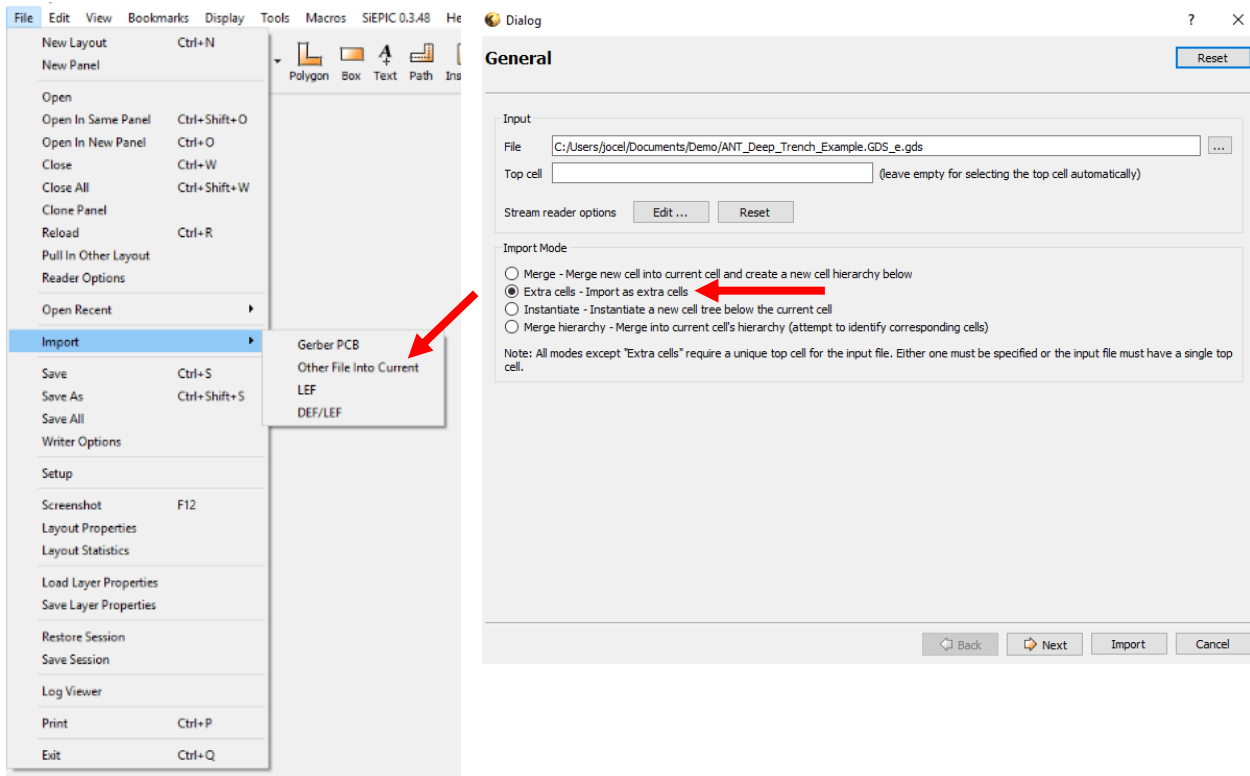 File Edit View Bookmarks Display Tools Macros SiEPIC 0.3.48 He
New Layout Ctrl+N
New Panel
Open
Open In Same Panel Ctrl+Shift+O
Open In New Panel Ctrl+O
Close Ctrl+W
Close All Ctrl+Shift+W
Clone Panel
Reload Ctrl+R
Pull In Other Layout
Reader Options
Open Recent
Import
Save Ctrl+S
Save As Ctrl+Shift+S
Save All
Writer Options
Setup
Screenshot F12
Layout Properties
Layout Statistics
Load Layer Properties
Save Layer Properties
Restore Session
Save Session
Log Viewer
Print Ctrl+P
Exit Ctrl+Q
Polygon Box Text Path Ins
Gerber PCB
Other File Into Current
LEF
DEF/LEF
Dialog ?
General Reset
Input
File C:/Users/jocel/Documents/Demo/ANT_Deep_Trench_Example.GDS_e.gds ...
Top cell (leave empty for selecting the top cell automatically)
Stream reader options Edit ... Reset
Import Mode
Merge - Merge new cell into current cell and create a new cell hierarchy below
Extra cells - Import as extra cells
Instantiate - Instantiate a new cell tree below the current cell
Merge hierarchy - Merge into current cell's hierarchy (attempt to identify corresponding cells)
Note: All modes except "Extra cells" require a unique top cell for the input file. Either one must be specified or the input file must have a single top
cell.
Back Next Import Cancel